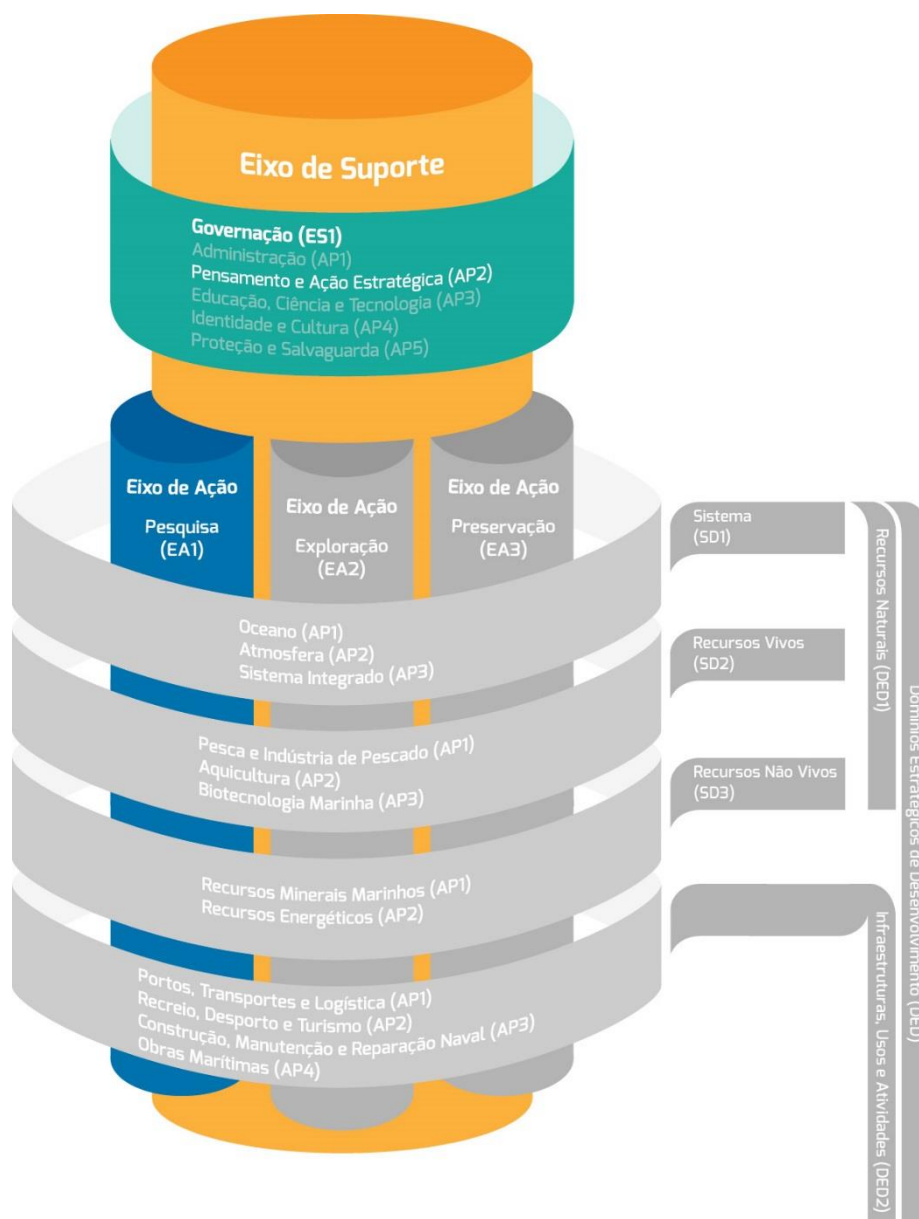 Eixo de Suporte
Governação (ES1)
Administração (AP1)
Pensamento e Ação Estratégica (AP2)
Educação, Ciência e Tecnologia (AP3)
Identidade e Cultura (AP4)
Proteção e Salvaguarda (AP5)
Eixo de Ação
Pesquisa
(EA1)
Eixo de Ação
Exploração
(EA2)
Eixo de Ação
Preservação
(EA3)
Oceano (AP1)
Atmosfera (AP2)
Sistema Integrado (AP3)
Pesca e Indústria de Pescado (AP1)
Aquicultura (AP2)
Biotecnologia Marinha (AP3)
Recursos Minerais Marinhos (AP1)
Recursos Energéticos (AP2)
Portos, Transportes e Logística (AP1)
Recreio, Desporto e Turismo (AP2)
Construção, Manutenção e Reparação Naval (AP3)
Obras Marítimas (AP4)
Sistema
(SD1)
Recursos Vivos
(SD2)
Recursos Não Vivos
(SD3)
Recursos Naturais (DED1)
Infraestruturas, Usos e Atividades (DED2)
Domínios Estratégicos de Desenvolvimento (DED)